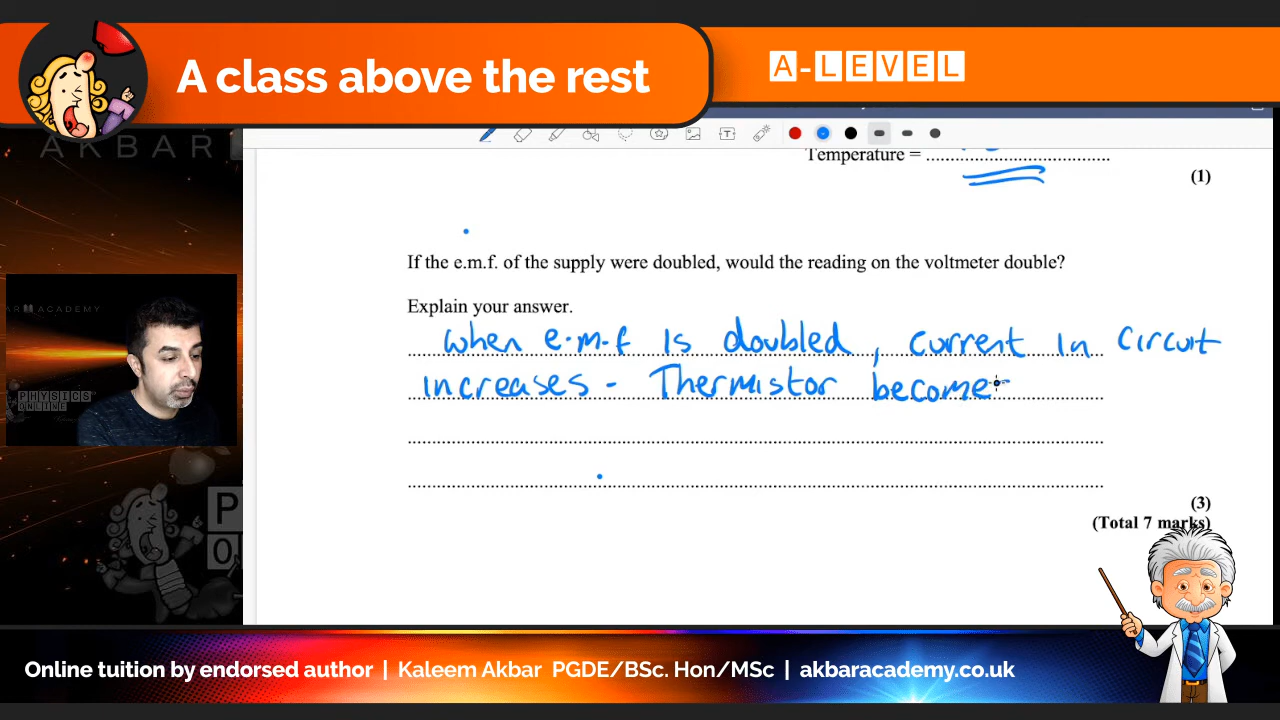 A class above the rest
A-LEVEL
AKBAR
Temperature =
(1)
If the e.m.f. of the supply were doubled, would the reading on the voltmeter double?
Explain your answer.
when e.m.f is doubled, current in circuit
increases - Thermistor become
(3)
(Total 7 marks)
ACADEMY
PHYSICS
ONLINE
P
O
Online tuition by endorsed author | Kaleem Akbar PGDE/BSc. Hon/MSc | akbaracademy.co.uk